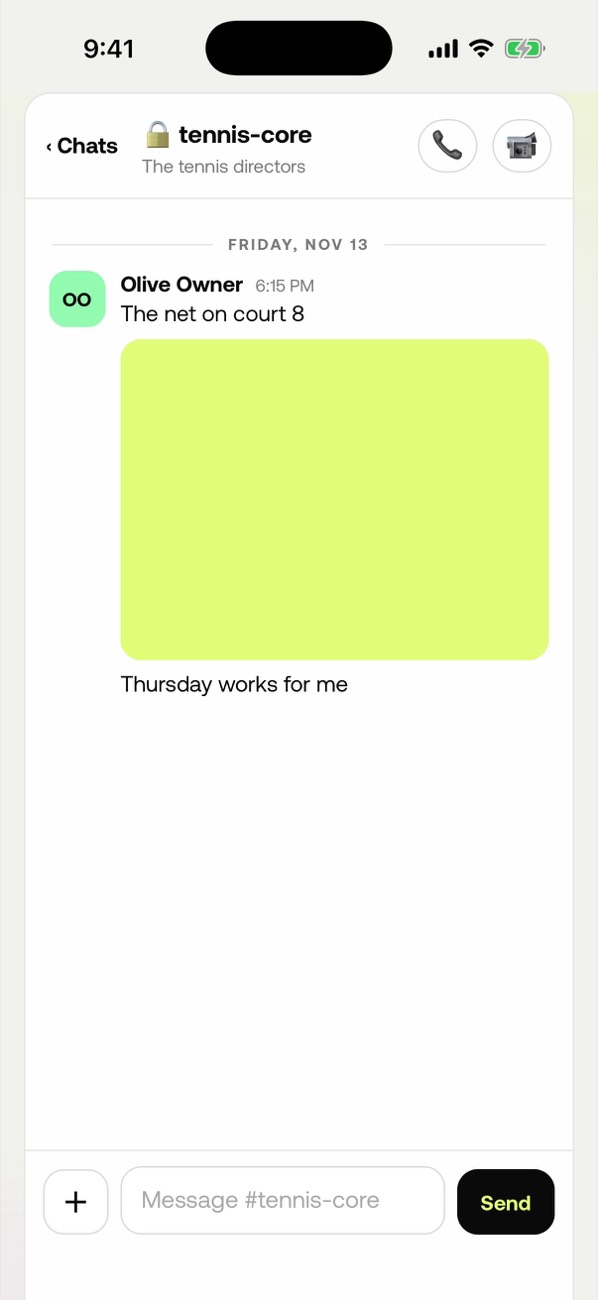 9:41
‹ Chats
🔒 tennis-core
The tennis directors
FRIDAY, NOV 13
OO
Olive Owner 6:15 PM
The net on court 8
Thursday works for me
+
Message #tennis-core
Send